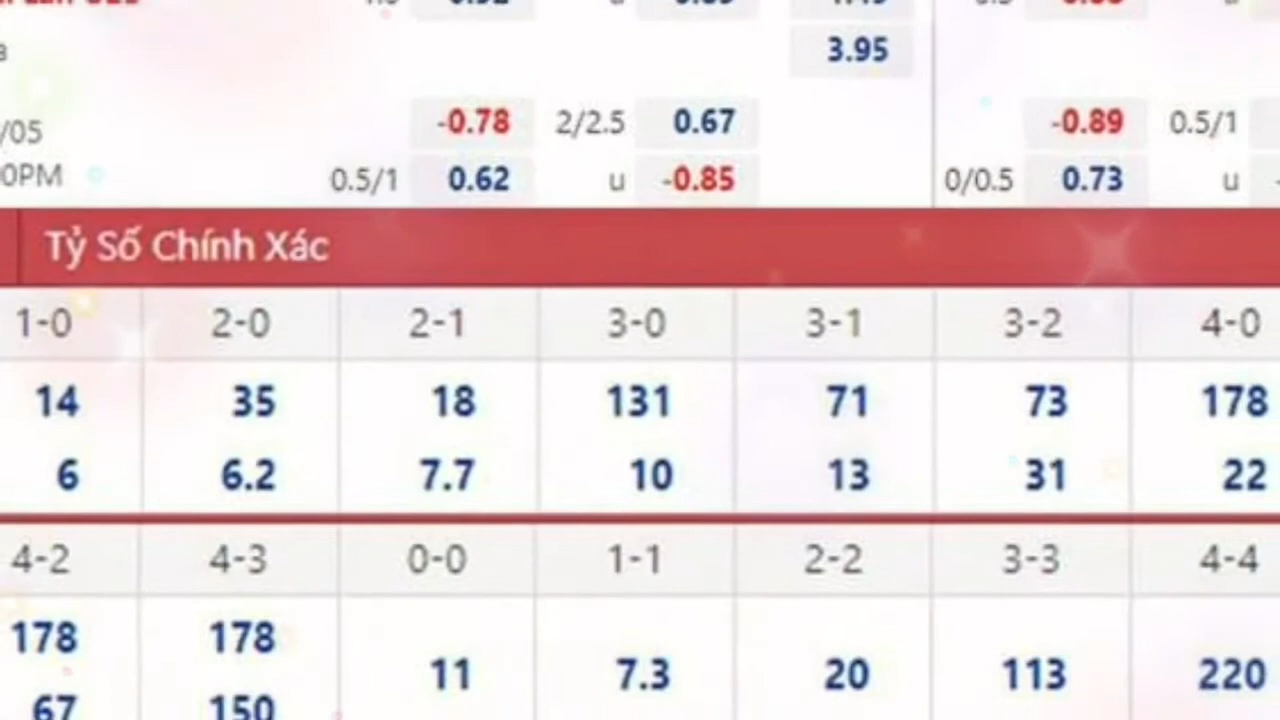 3.95
-0.78 2/2.5 0.67 -0.89 0.5/1
/05
0PM 0.5/1 0.62 u -0.85 0/0.5 0.73 u
Tỷ Số Chính Xác
1-0 2-0 2-1 3-0 3-1 3-2 4-0
14 35 18 131 71 73 178
6 6.2 7.7 10 13 31 22
4-2 4-3 0-0 1-1 2-2 3-3 4-4
178 178
11 7.3 20 113 220
67 150